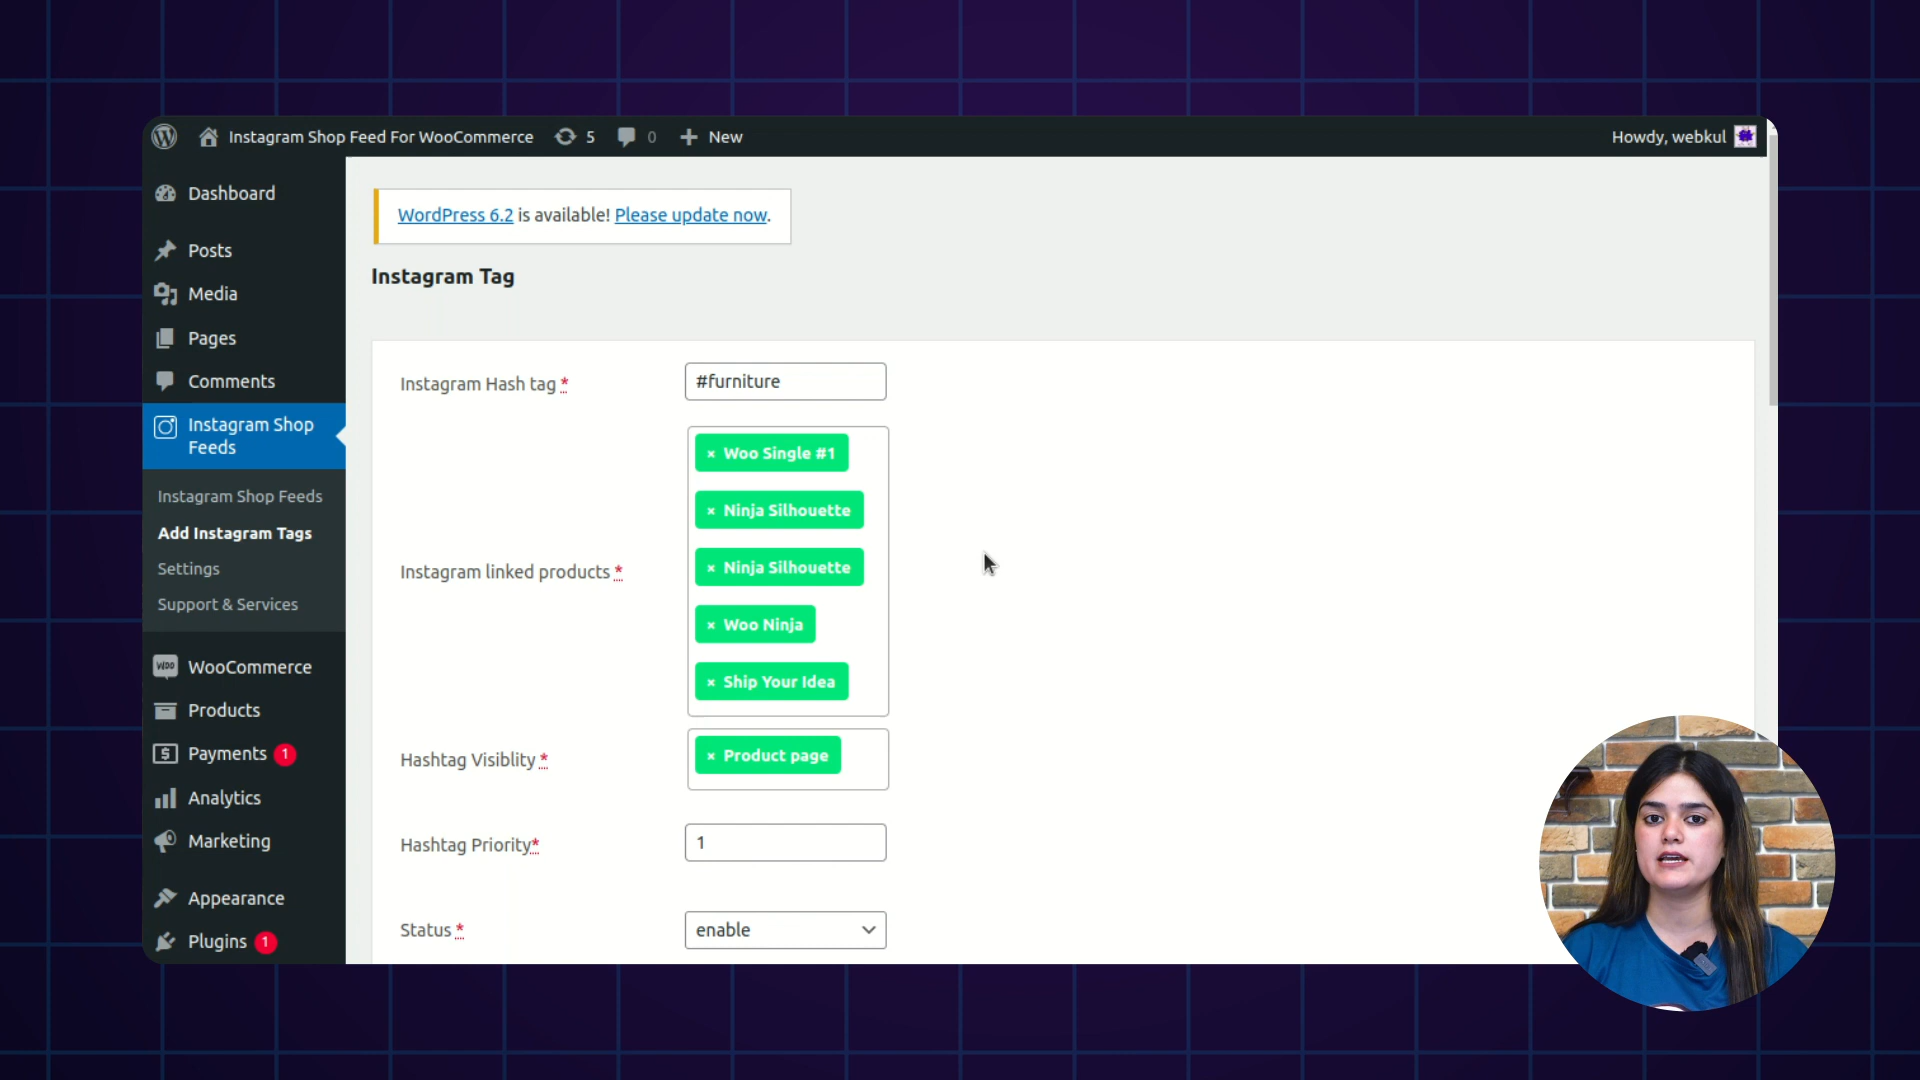 Instagram Shop Feed For WooCommerce 5 0 New Howdy, webkul
Dashboard
Posts
Media
Pages
Comments
Instagram Shop
Feeds
Instagram Shop Feeds
Add Instagram Tags
Settings
Support & Services
WOO WooCommerce
Products
Payments 1
Analytics
Marketing
Appearance
Plugins 1
WordPress 6.2 is available! Please update now.
Instagram Tag
Instagram Hash tag * #furniture
Instagram linked products *
× Woo Single #1
× Ninja Silhouette
× Ninja Silhouette
× Woo Ninja
× Ship Your Idea
Hashtag Visiblity * × Product page
Hashtag Priority* 1
Status * enable